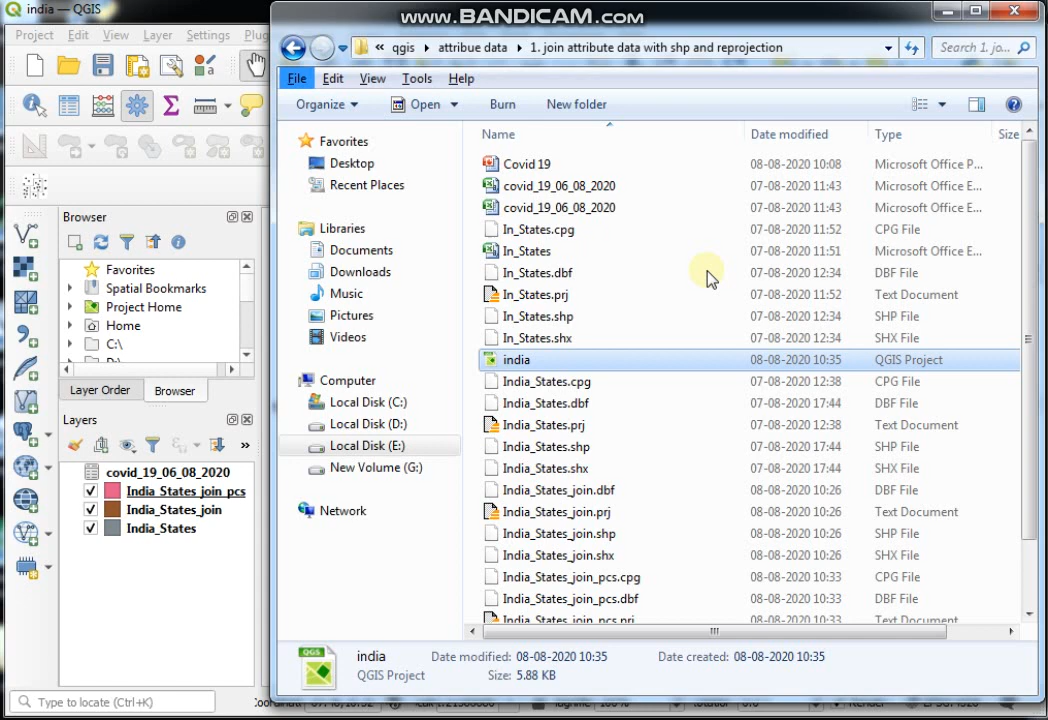 india — QGIS
www.BANDICAM.com
Project Edit View Layer Settings Plug
« qgis attribue data 1. join attribute data with shp and reprojection
Search 1. jo...
File Edit View Tools Help
Organize Open Burn New folder
Name Date modified Type Size
Favorites
Desktop
Recent Places
Libraries
Documents
Downloads
Music
Pictures
Videos
Computer
Local Disk (C:)
Local Disk (D:)
Local Disk (E:)
New Volume (G:)
Network
Covid 19 08-08-2020 10:08 Microsoft Office P...
covid_19_06_08_2020 07-08-2020 11:43 Microsoft Office E...
covid_19_06_08_2020 07-08-2020 11:43 Microsoft Office E...
In_States.cpg 07-08-2020 11:52 CPG File
In_States 07-08-2020 11:51 Microsoft Office E...
In_States.dbf 07-08-2020 12:34 DBF File
In_States.prj 07-08-2020 11:52 Text Document
In_States.shp 07-08-2020 12:34 SHP File
In_States.shx 07-08-2020 12:34 SHX File
india 08-08-2020 10:35 QGIS Project
India_States.cpg 07-08-2020 12:38 CPG File
India_States.dbf 07-08-2020 17:44 DBF File
India_States.prj 07-08-2020 12:38 Text Document
India_States.shp 07-08-2020 17:44 SHP File
India_States.shx 07-08-2020 17:44 SHX File
India_States_join.dbf 08-08-2020 10:26 DBF File
India_States_join.prj 08-08-2020 10:26 Text Document
India_States_join.shp 08-08-2020 10:26 SHP File
India_States_join.shx 08-08-2020 10:26 SHX File
India_States_join_pcs.cpg 08-08-2020 10:33 CPG File
India_States_join_pcs.dbf 08-08-2020 10:33 DBF File
India_States_join_pcs.prj 08-08-2020 10:33 Text Document
india Date modified: 08-08-2020 10:35 Date created: 08-08-2020 10:35
QGIS Project Size: 5.88 KB
QGS
Browser
Favorites
Spatial Bookmarks
Project Home
Home
C:\
D:\
Layer Order Browser
Layers
»
covid_19_06_08_2020
India_States_join_pcs
India_States_join
India_States
Type to locate (Ctrl+K)